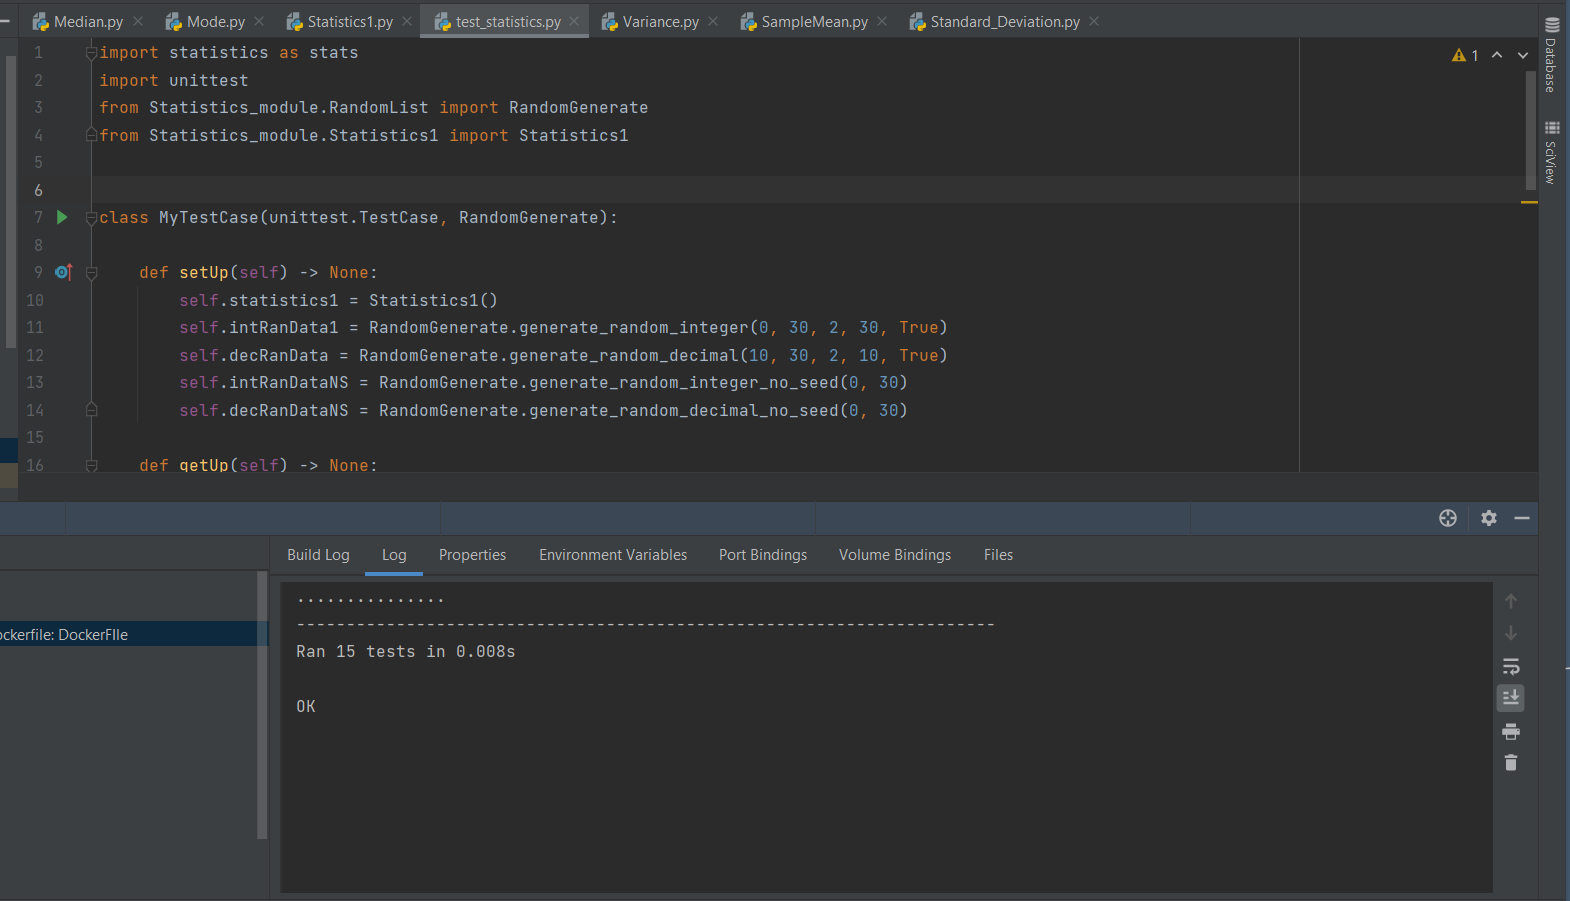 Median.py Mode.py Statistics1.py test_statistics.py Variance.py SampleMean.py Standard_Deviation.py
1 import statistics as stats
2 import unittest
3 from Statistics_module.RandomList import RandomGenerate
4 from Statistics_module.Statistics1 import Statistics1
5
6
7 class MyTestCase(unittest.TestCase, RandomGenerate):
8
9 def setUp(self) -> None:
10 self.statistics1 = Statistics1()
11 self.intRanData1 = RandomGenerate.generate_random_integer(0, 30, 2, 30, True)
12 self.decRanData = RandomGenerate.generate_random_decimal(10, 30, 2, 10, True)
13 self.intRanDataNS = RandomGenerate.generate_random_integer_no_seed(0, 30)
14 self.decRanDataNS = RandomGenerate.generate_random_decimal_no_seed(0, 30)
15
16 def getUp(self) -> None:
1
Database
SciView
Build Log Log Properties Environment Variables Port Bindings Volume Bindings Files
ockerfile: DockerFIle
...............
----------------------------------------------------------------------
Ran 15 tests in 0.008s
OK